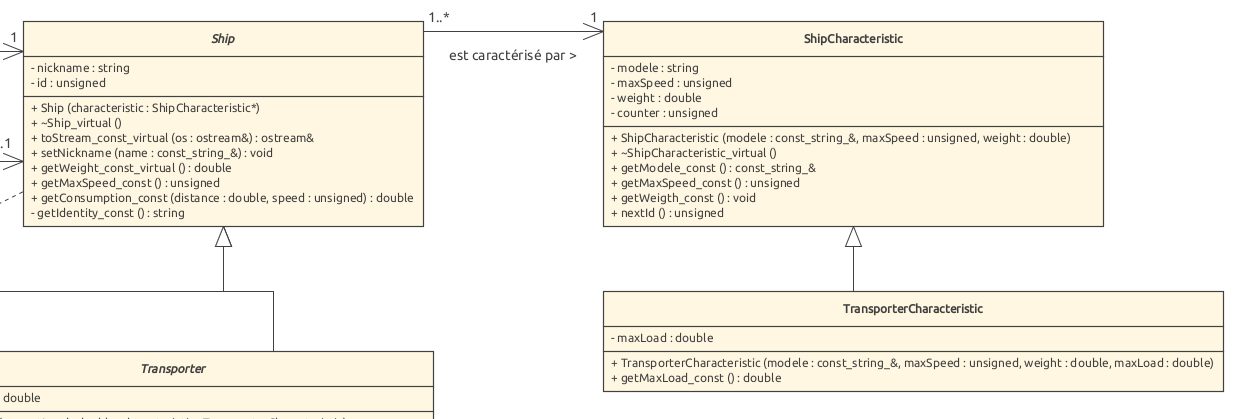 1
Ship
- nickname : string
- id : unsigned
+ Ship (characteristic : ShipCharacteristic*)
+ ~Ship_virtual ()
+ toStream_const_virtual (os : ostream&) : ostream&
+ setNickname (name : const_string_&) : void
+ getWeight_const_virtual () : double
+ getMaxSpeed_const () : unsigned
+ getConsumption_const (distance : double, speed : unsigned) : double
- getIdentity_const () : string
.1
1..*
1
est caractérisé par >
ShipCharacteristic
- modele : string
- maxSpeed : unsigned
- weight : double
- counter : unsigned
+ ShipCharacteristic (modele : const_string_&, maxSpeed : unsigned, weight : double)
+ ~ShipCharacteristic_virtual ()
+ getModele_const () : const_string_&
+ getMaxSpeed_const () : unsigned
+ getWeigth_const () : void
+ nextId () : unsigned
Transporter
double
TransporterCharacteristic
- maxLoad : double
+ TransporterCharacteristic (modele : const_string_&, maxSpeed : unsigned, weight : double, maxLoad : double)
+ getMaxLoad_const () : double